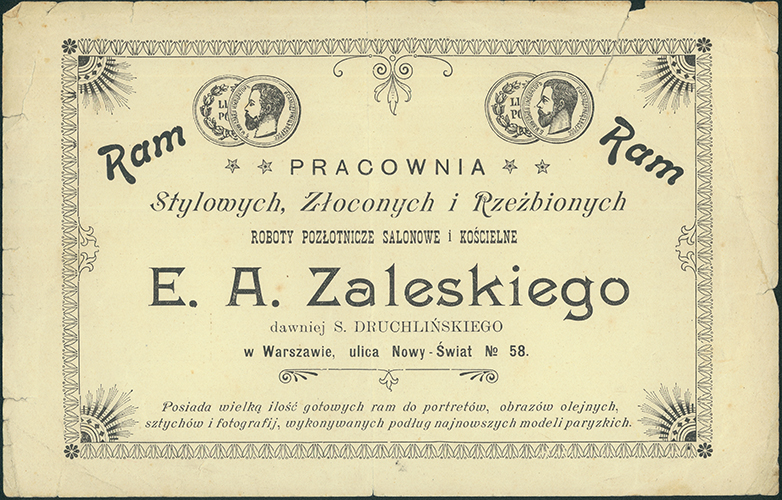 Ram
Ram
PRACOWNIA
Stylowych, Złoconych i Rzeźbionych
ROBOTY POZŁOTNICZE SALONOWE i KOŚCIELNE
E. A. Zaleskiego
dawniej S. DRUCHLIŃSKIEGO
w Warszawie, ulica Nowy-Świat № 58.
Posiada wielką ilość gotowych ram do portretów, obrazów olejnych,
sztychów i fotografij, wykonywanych podług najnowszych modeli paryzkich.